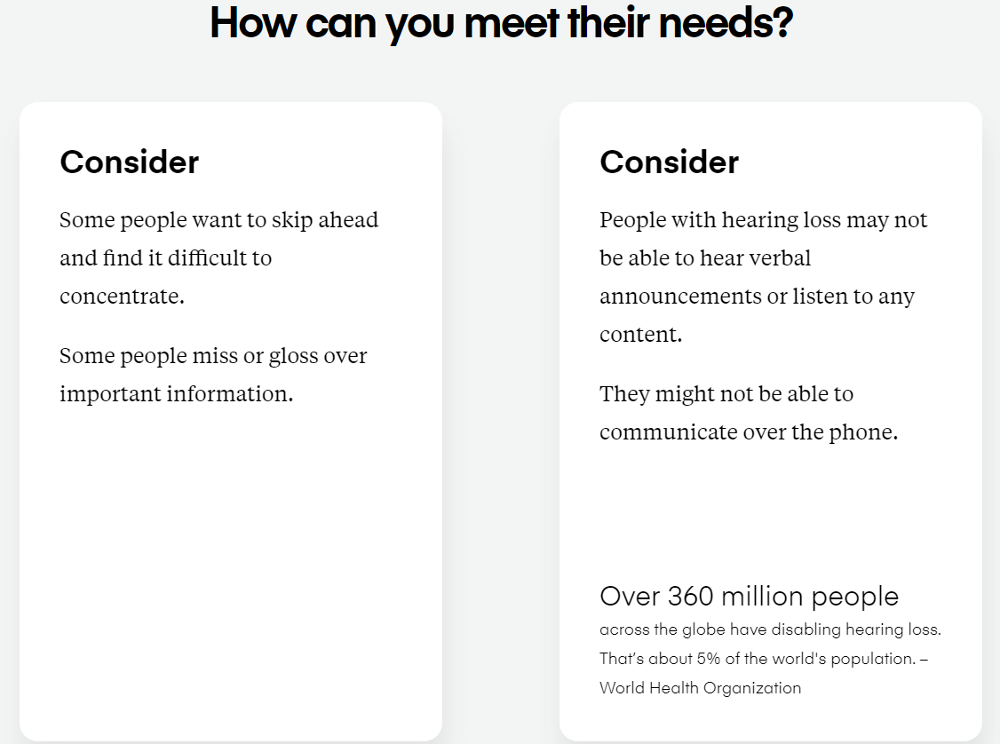 How can you meet their needs?
Consider
Some people want to skip ahead
and find it difficult to
concentrate.
Some people miss or gloss over
important information.
Consider
People with hearing loss may not
be able to hear verbal
announcements or listen to any
content.
They might not be able to
communicate over the phone.
Over 360 million people
across the globe have disabling hearing loss.
That's about 5% of the world's population. –
World Health Organization